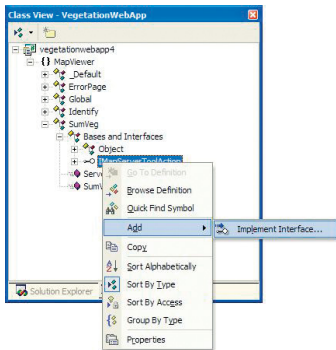 Class View - VegetationWebApp
vegetationwebapp4
{} MapViewer
_Default
ErrorPage
Global
Identify
SumVeg
Bases and Interfaces
Object
IMapServerToolAction
Serv
SumV
Go To Definition
Browse Definition
Quick Find Symbol
Add
Implement Interface...
Copy
Sort Alphabetically
Sort By Type
Sort By Access
Group By Type
Properties
Solution Explorer